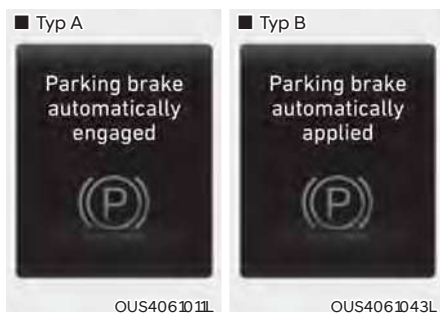 ■ Typ A
Parking brake
automatically
engaged
P
OUS4061011L
■ Typ B
Parking brake
automatically
applied
P
OUS4061043L